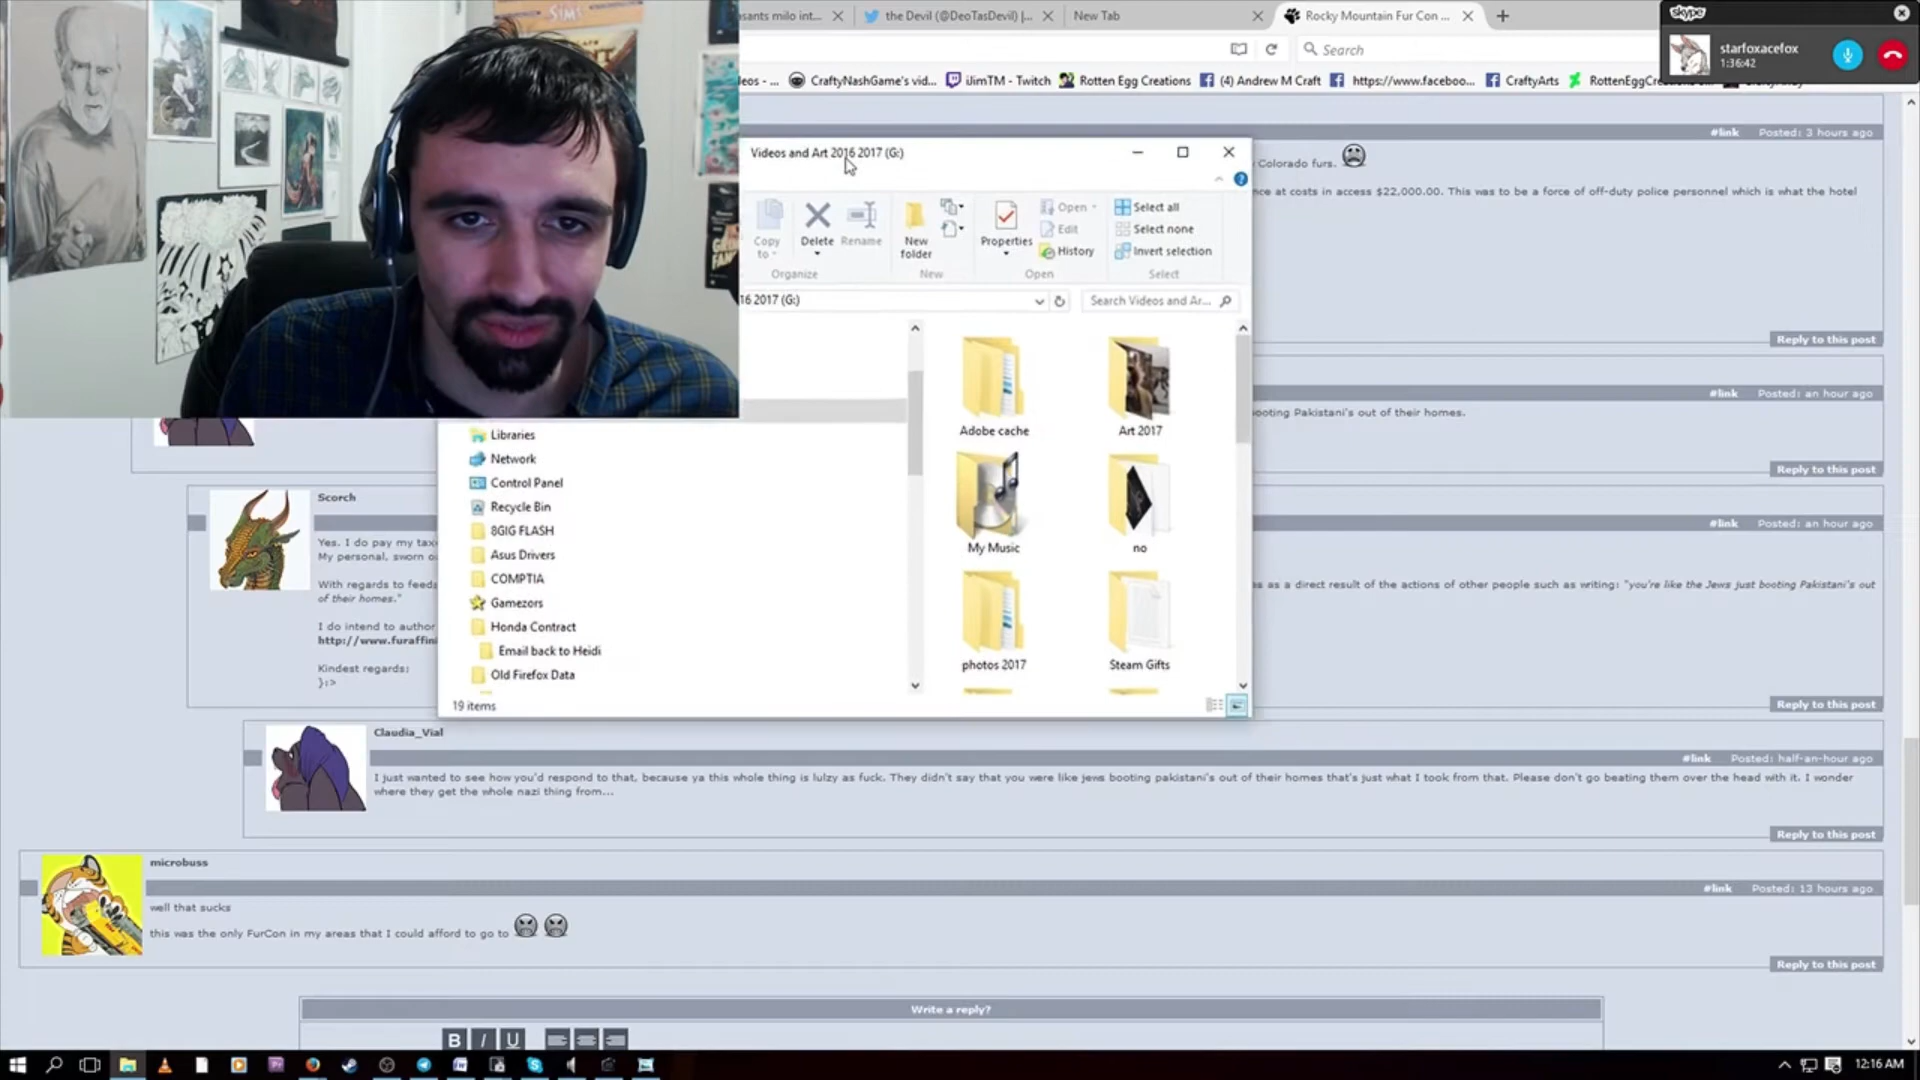 SIMS
sants milo int...
the Devil (@DeoTasDevil) |...
New Tab
Rocky Mountain Fur Con ...
skype
starfoxacefox
1:36:42
Search
eos - ...
CraftyNashGame's vid...
iJimTM - Twitch
Rotten Egg Creations
(4) Andrew M Craft
https://www.faceboo...
CraftyArts
#link
Posted: 3 hours ago
Videos and Art 2016 2017 (G:)
Colorado furs.
nce at costs in access $22,000.00. This was to be a force of off-duty police personnel which is what the hotel
Copy to
Delete
Rename
New folder
Properties
Open
Edit
History
Select all
Select none
Invert selection
Organize
New
Open
Select
16 2017 (G:)
Search Videos and Ar...
Reply to this post
#link
Posted: an hour ago
ooting Pakistani's out of their homes.
Reply to this post
Adobe cache
Art 2017
My Music
no
photos 2017
Steam Gifts
Libraries
Network
Control Panel
Recycle Bin
8GIG FLASH
Asus Drivers
COMPTIA
Gamezors
Honda Contract
Email back to Heidi
Old Firefox Data
19 items
Scorch
#link
Posted: an hour ago
Yes. I do pay my tax
My personal, sworn o
With regards to feed
s as a direct result of the actions of other people such as writing: "you're like the Jews just booting Pakistani's out
of their homes."
I do intend to author
http://www.furaffini
Kindest regards;
}:>
Reply to this post
Claudia_Vial
#link
Posted: half-an-hour ago
I just wanted to see how you'd respond to that, because ya this whole thing is lulzy as fuck. They didn't say that you were like jews booting pakistani's out of their homes that's just what I took from that. Please don't go beating them over the head with it. I wonder
where they get the whole nazi thing from...
Reply to this post
microbuss
#link
Posted: 13 hours ago
well that sucks
this was the only FurCon in my areas that I could afford to go to
Reply to this post
Write a reply?
B I U
12:16 AM